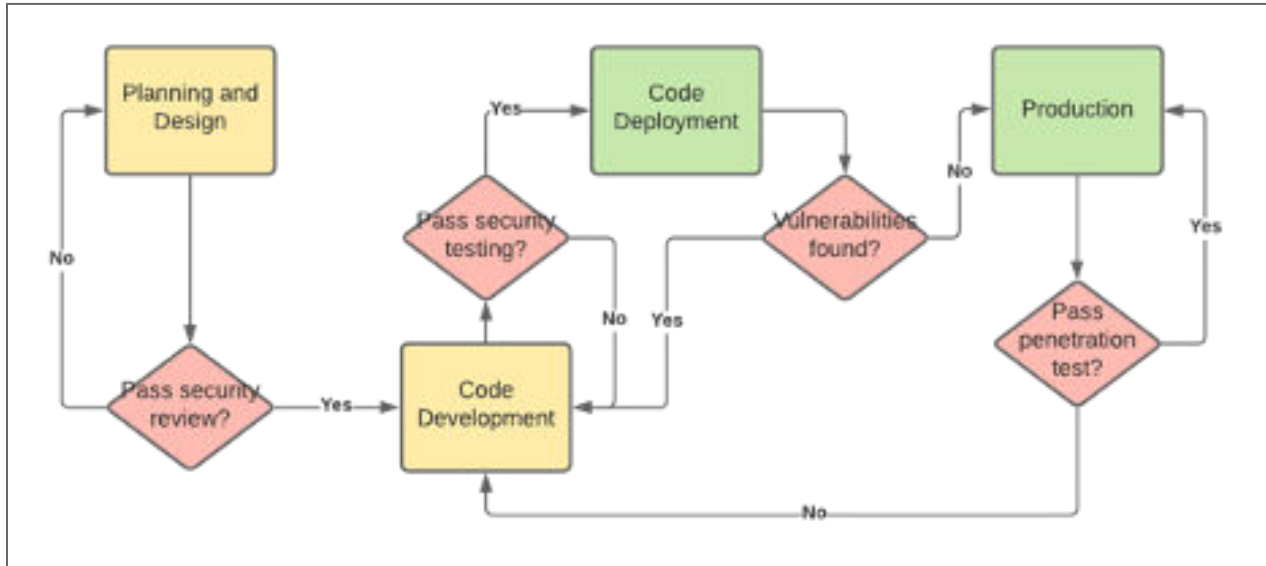 Planning and
Design
No
Pass security
review?
Yes
Code
Development
Pass security
testing?
Yes
No
Code
Deployment
Vulnerabilities
found?
Yes
No
Production
Pass
penetration
test?
Yes
No